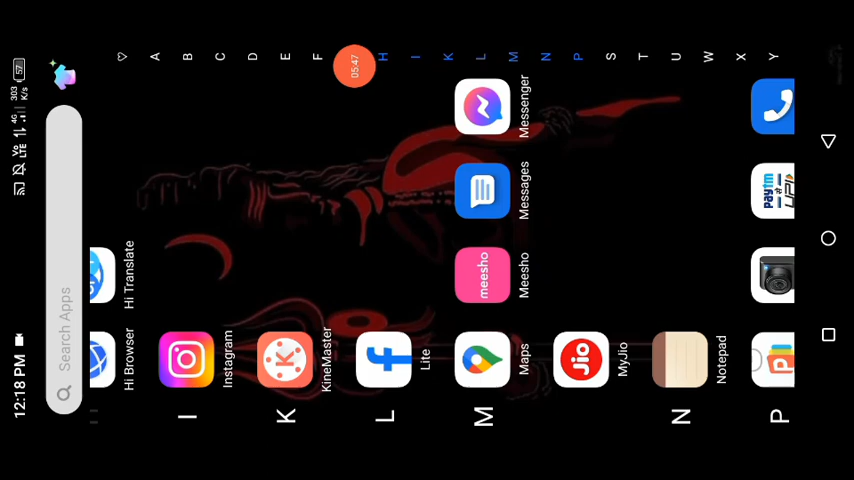 12:18 PM
Vo LTE 4G 303 K/s 57
Search Apps
Hi Browser
Hi Translate
I
Instagram
K
KineMaster
L
Lite
M
Maps
meesho
Meesho
Messages
Messenger
Jio
MyJio
N
Notepad
P
paytm
UPI
05:47
A
B
C
D
E
F
H
I
K
L
M
N
P
S
T
U
W
X
Y